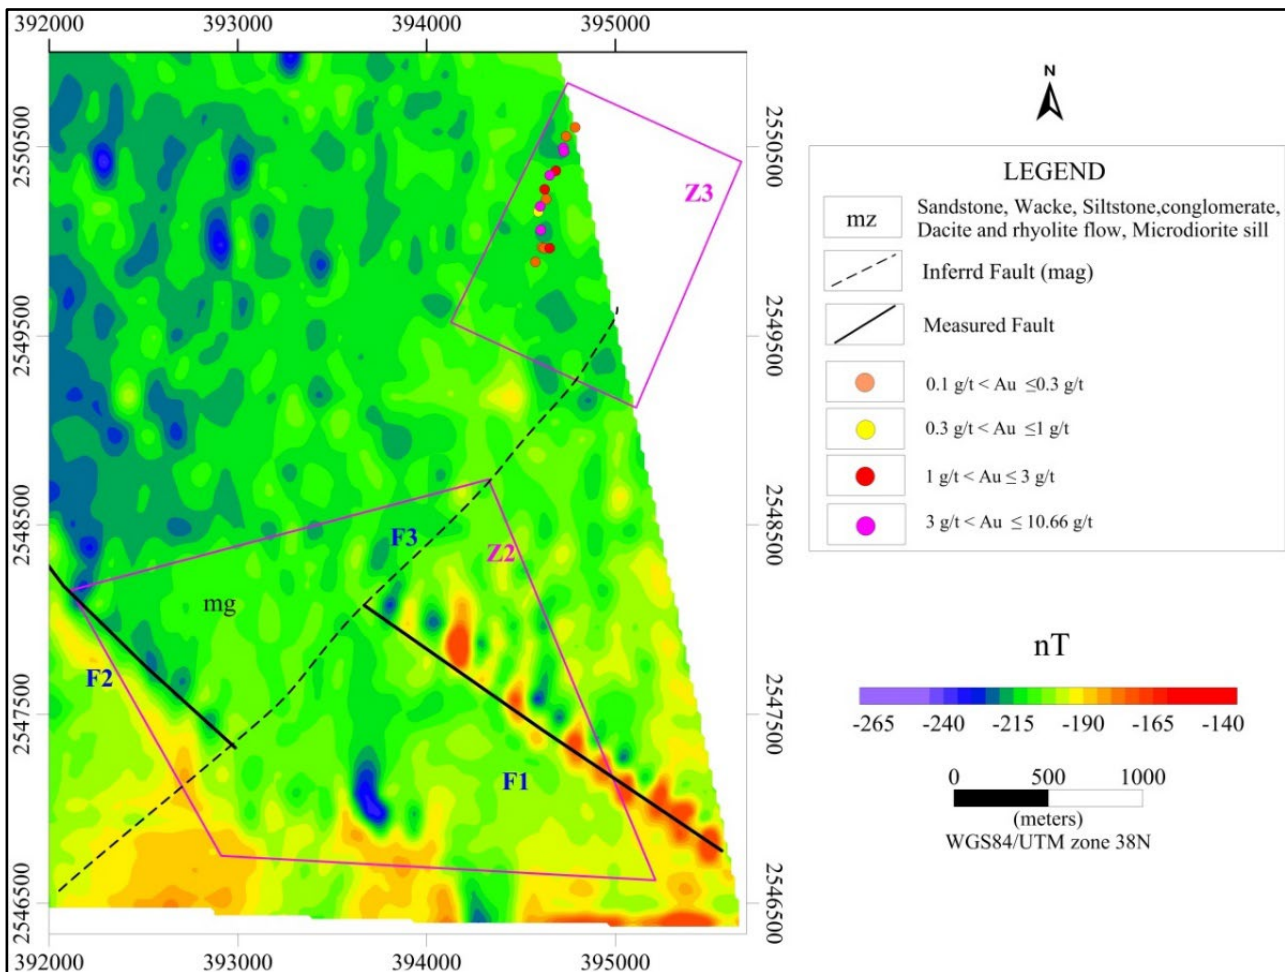 392000 393000 394000 395000
N
2550500 2550500
LEGEND
Z3
mz Sandstone, Wacke, Siltstone,conglomerate,
Dacite and rhyolite flow, Microdiorite sill
Inferrd Fault (mag)
2549500 2549500
Measured Fault
0.1 g/t < Au ≤0.3 g/t
0.3 g/t < Au ≤1 g/t
1 g/t < Au ≤ 3 g/t
3 g/t < Au ≤ 10.66 g/t
2548500 2548500
F3
Z2
mg
F2
nT
2547500 2547500
-265 -240 -215 -190 -165 -140
F1
0 500 1000
(meters)
WGS84/UTM zone 38N
2546500 2546500
392000 393000 394000 395000